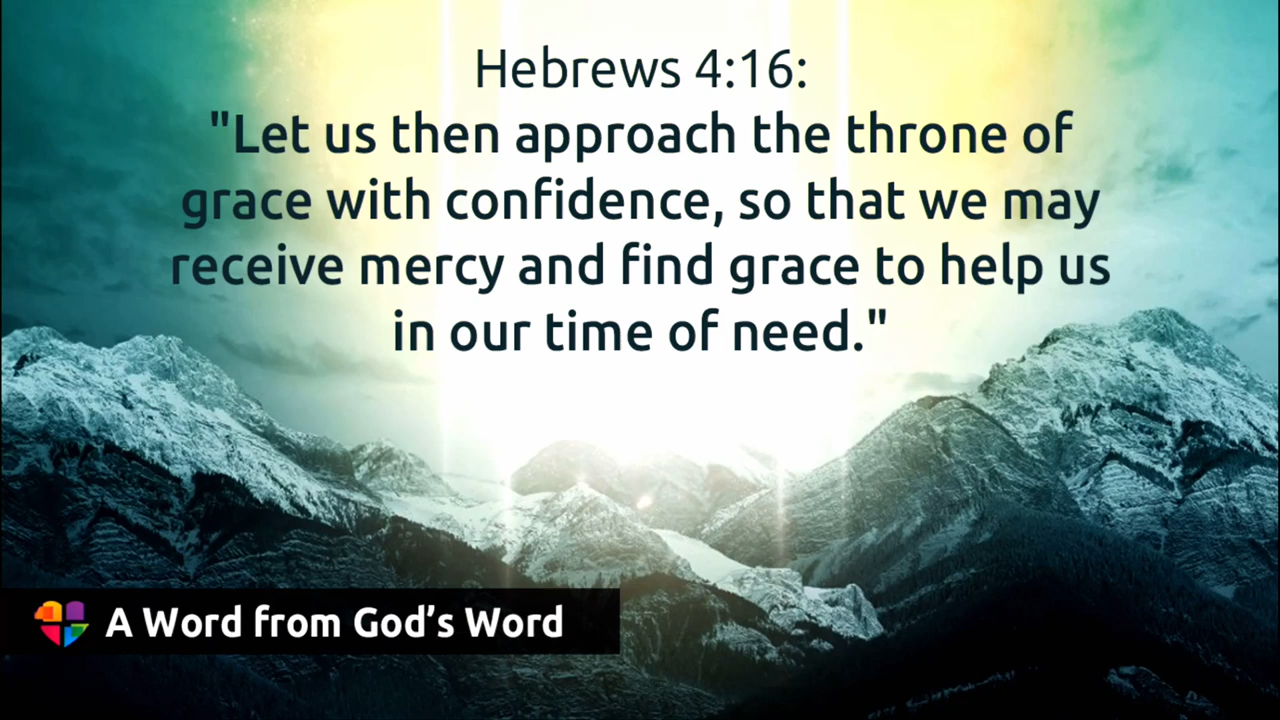 Hebrews 4:16:
"Let us then approach the throne of
grace with confidence, so that we may
receive mercy and find grace to help us
in our time of need."
A Word from God’s Word